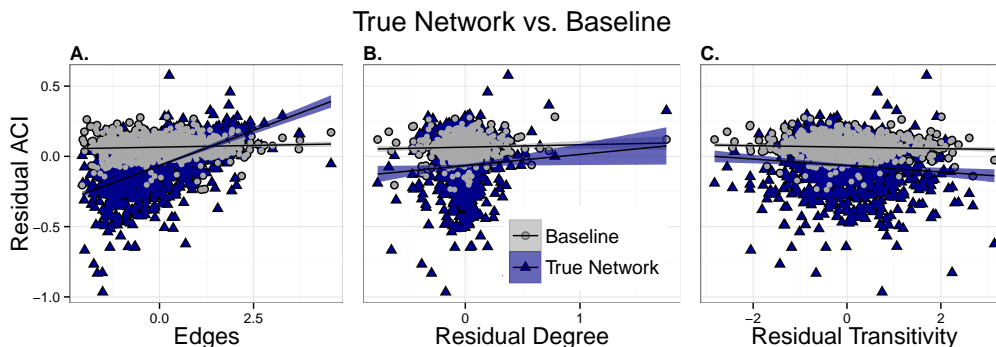 True Network vs. Baseline
A.
B.
C.
Residual ACI
0.5
0.0
−0.5
−1.0
Baseline
True Network
0.0 2.5
0 1
−2 0 2
Edges
Residual Degree
Residual Transitivity